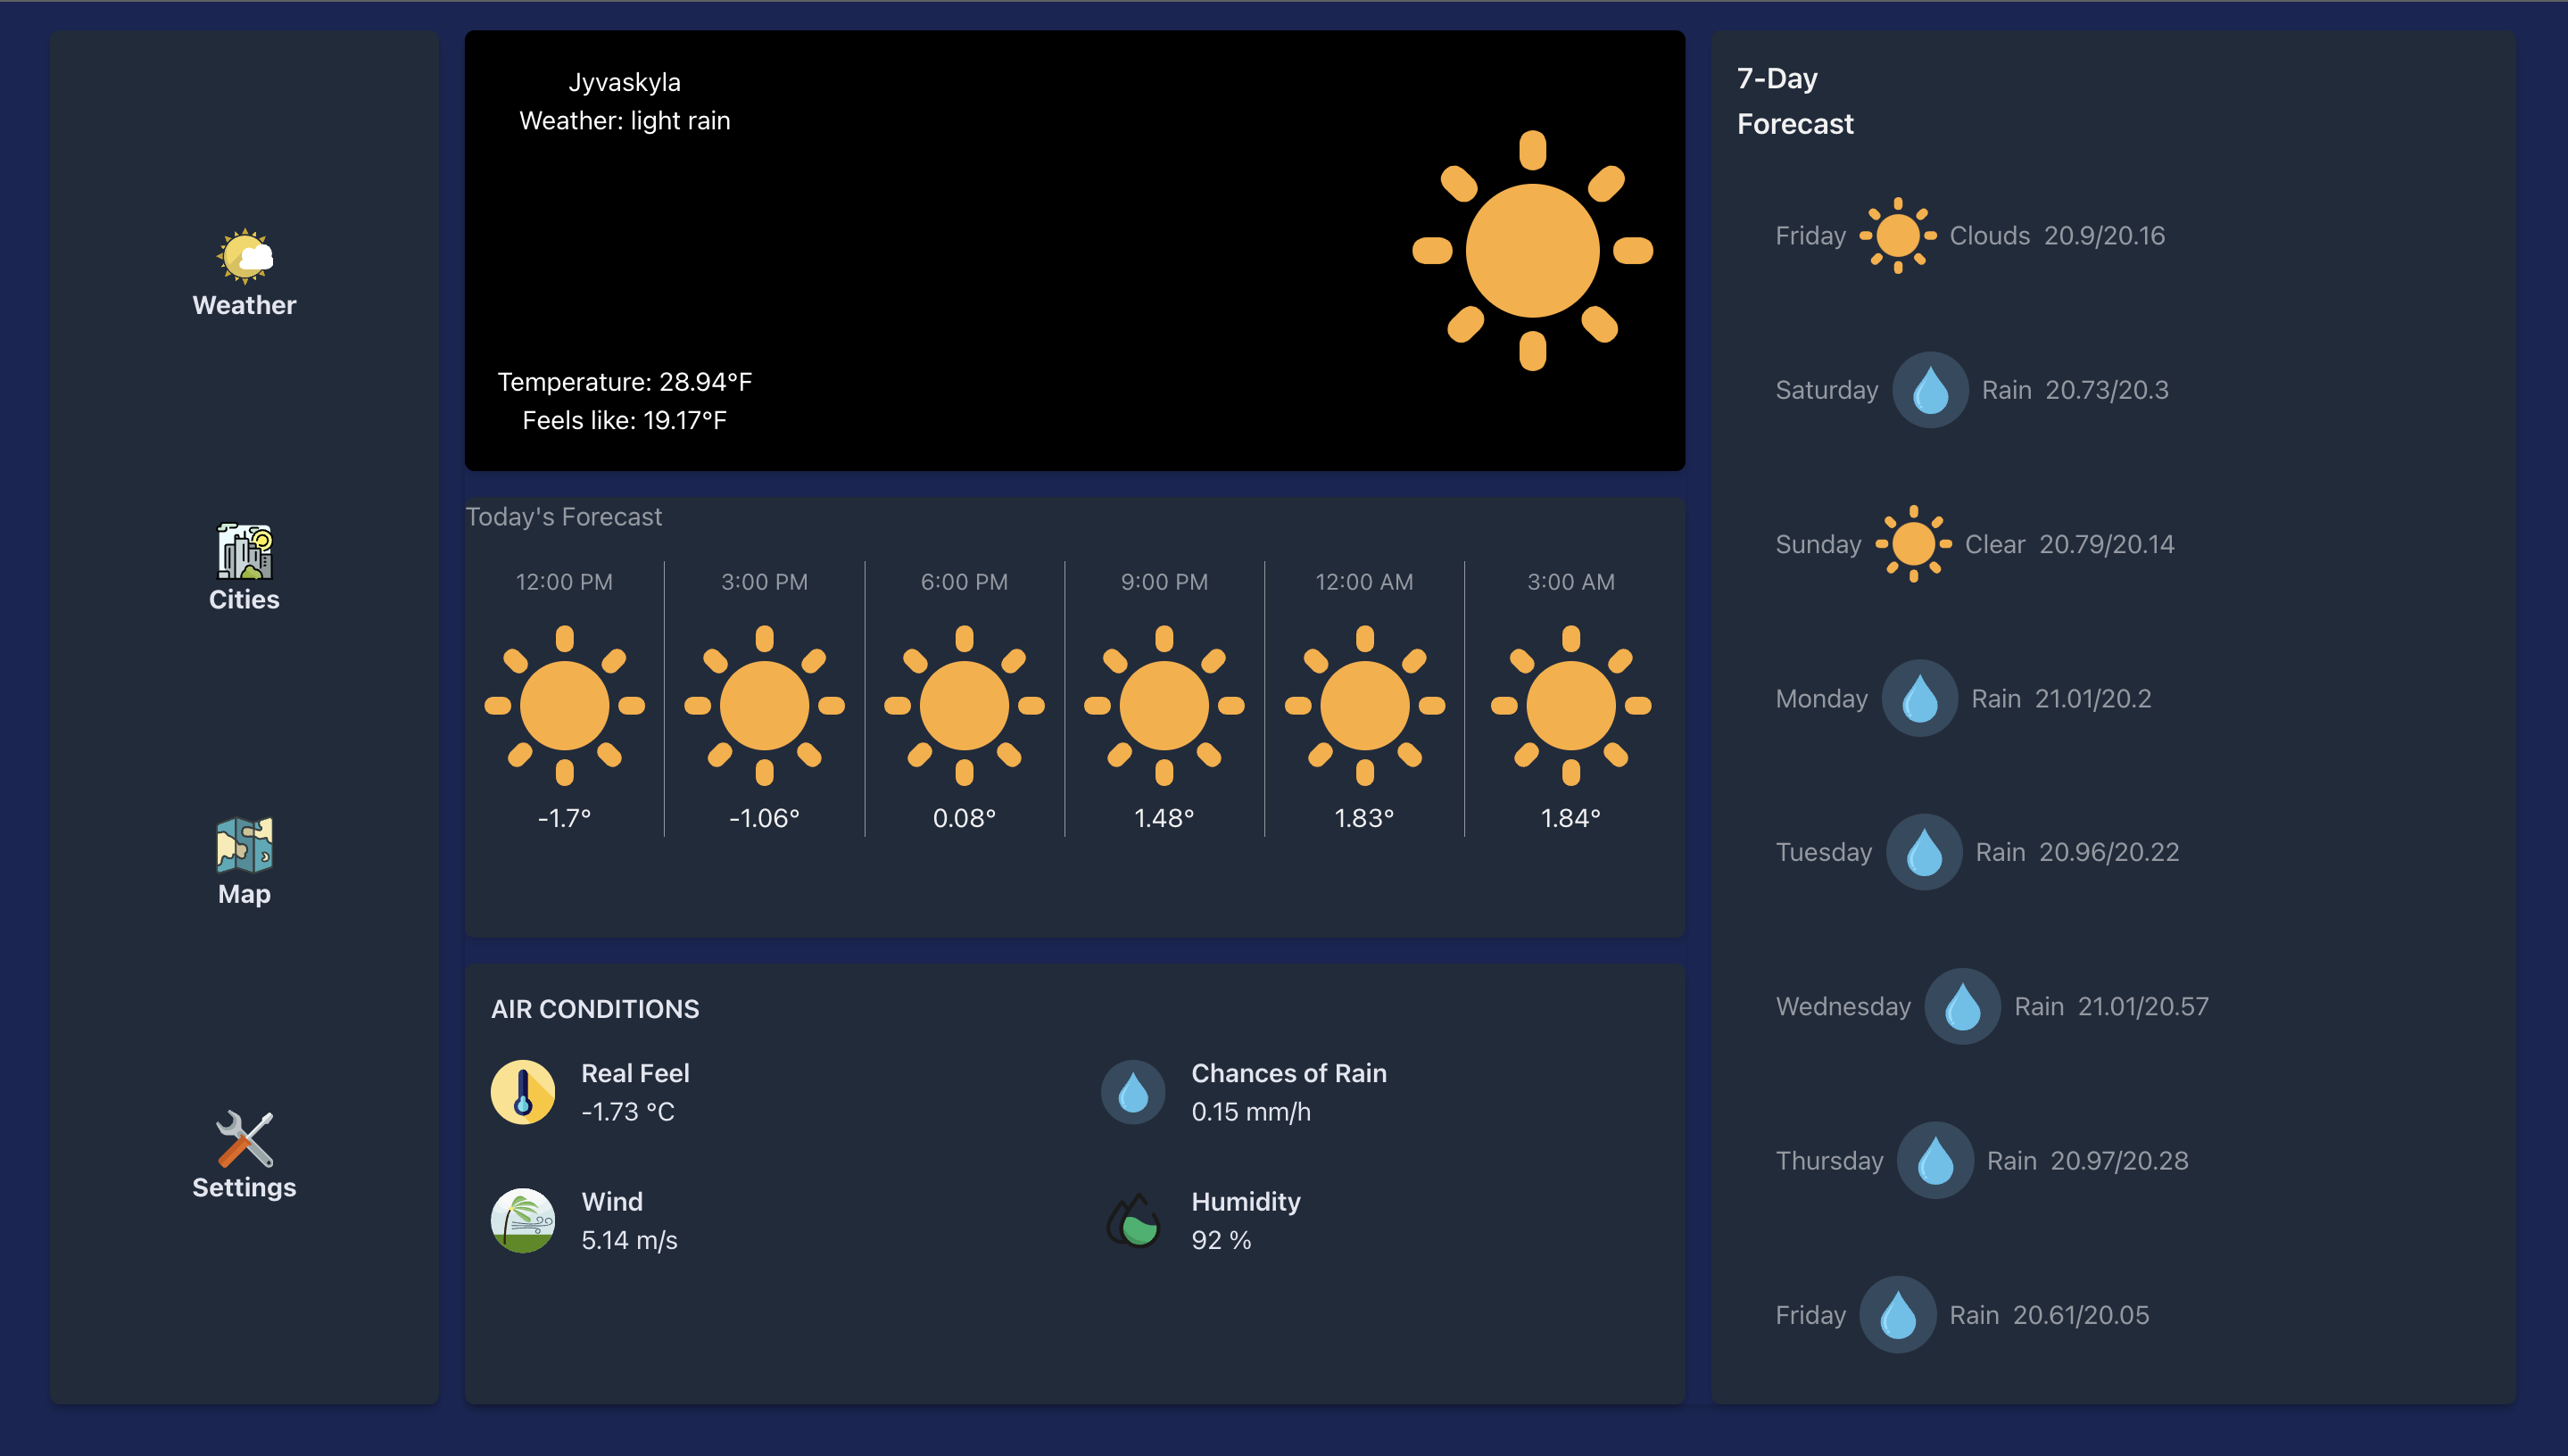 Weather
Cities
Map
Settings
Jyvaskyla
Weather: light rain
Temperature: 28.94°F
Feels like: 19.17°F
Today's Forecast
12:00 PM
3:00 PM
6:00 PM
9:00 PM
12:00 AM
3:00 AM
-1.7°
-1.06°
0.08°
1.48°
1.83°
1.84°
AIR CONDITIONS
Real Feel
-1.73 °C
Chances of Rain
0.15 mm/h
Wind
5.14 m/s
Humidity
92 %
7-Day
Forecast
Friday Clouds 20.9/20.16
Saturday Rain 20.73/20.3
Sunday Clear 20.79/20.14
Monday Rain 21.01/20.2
Tuesday Rain 20.96/20.22
Wednesday Rain 21.01/20.57
Thursday Rain 20.97/20.28
Friday Rain 20.61/20.05